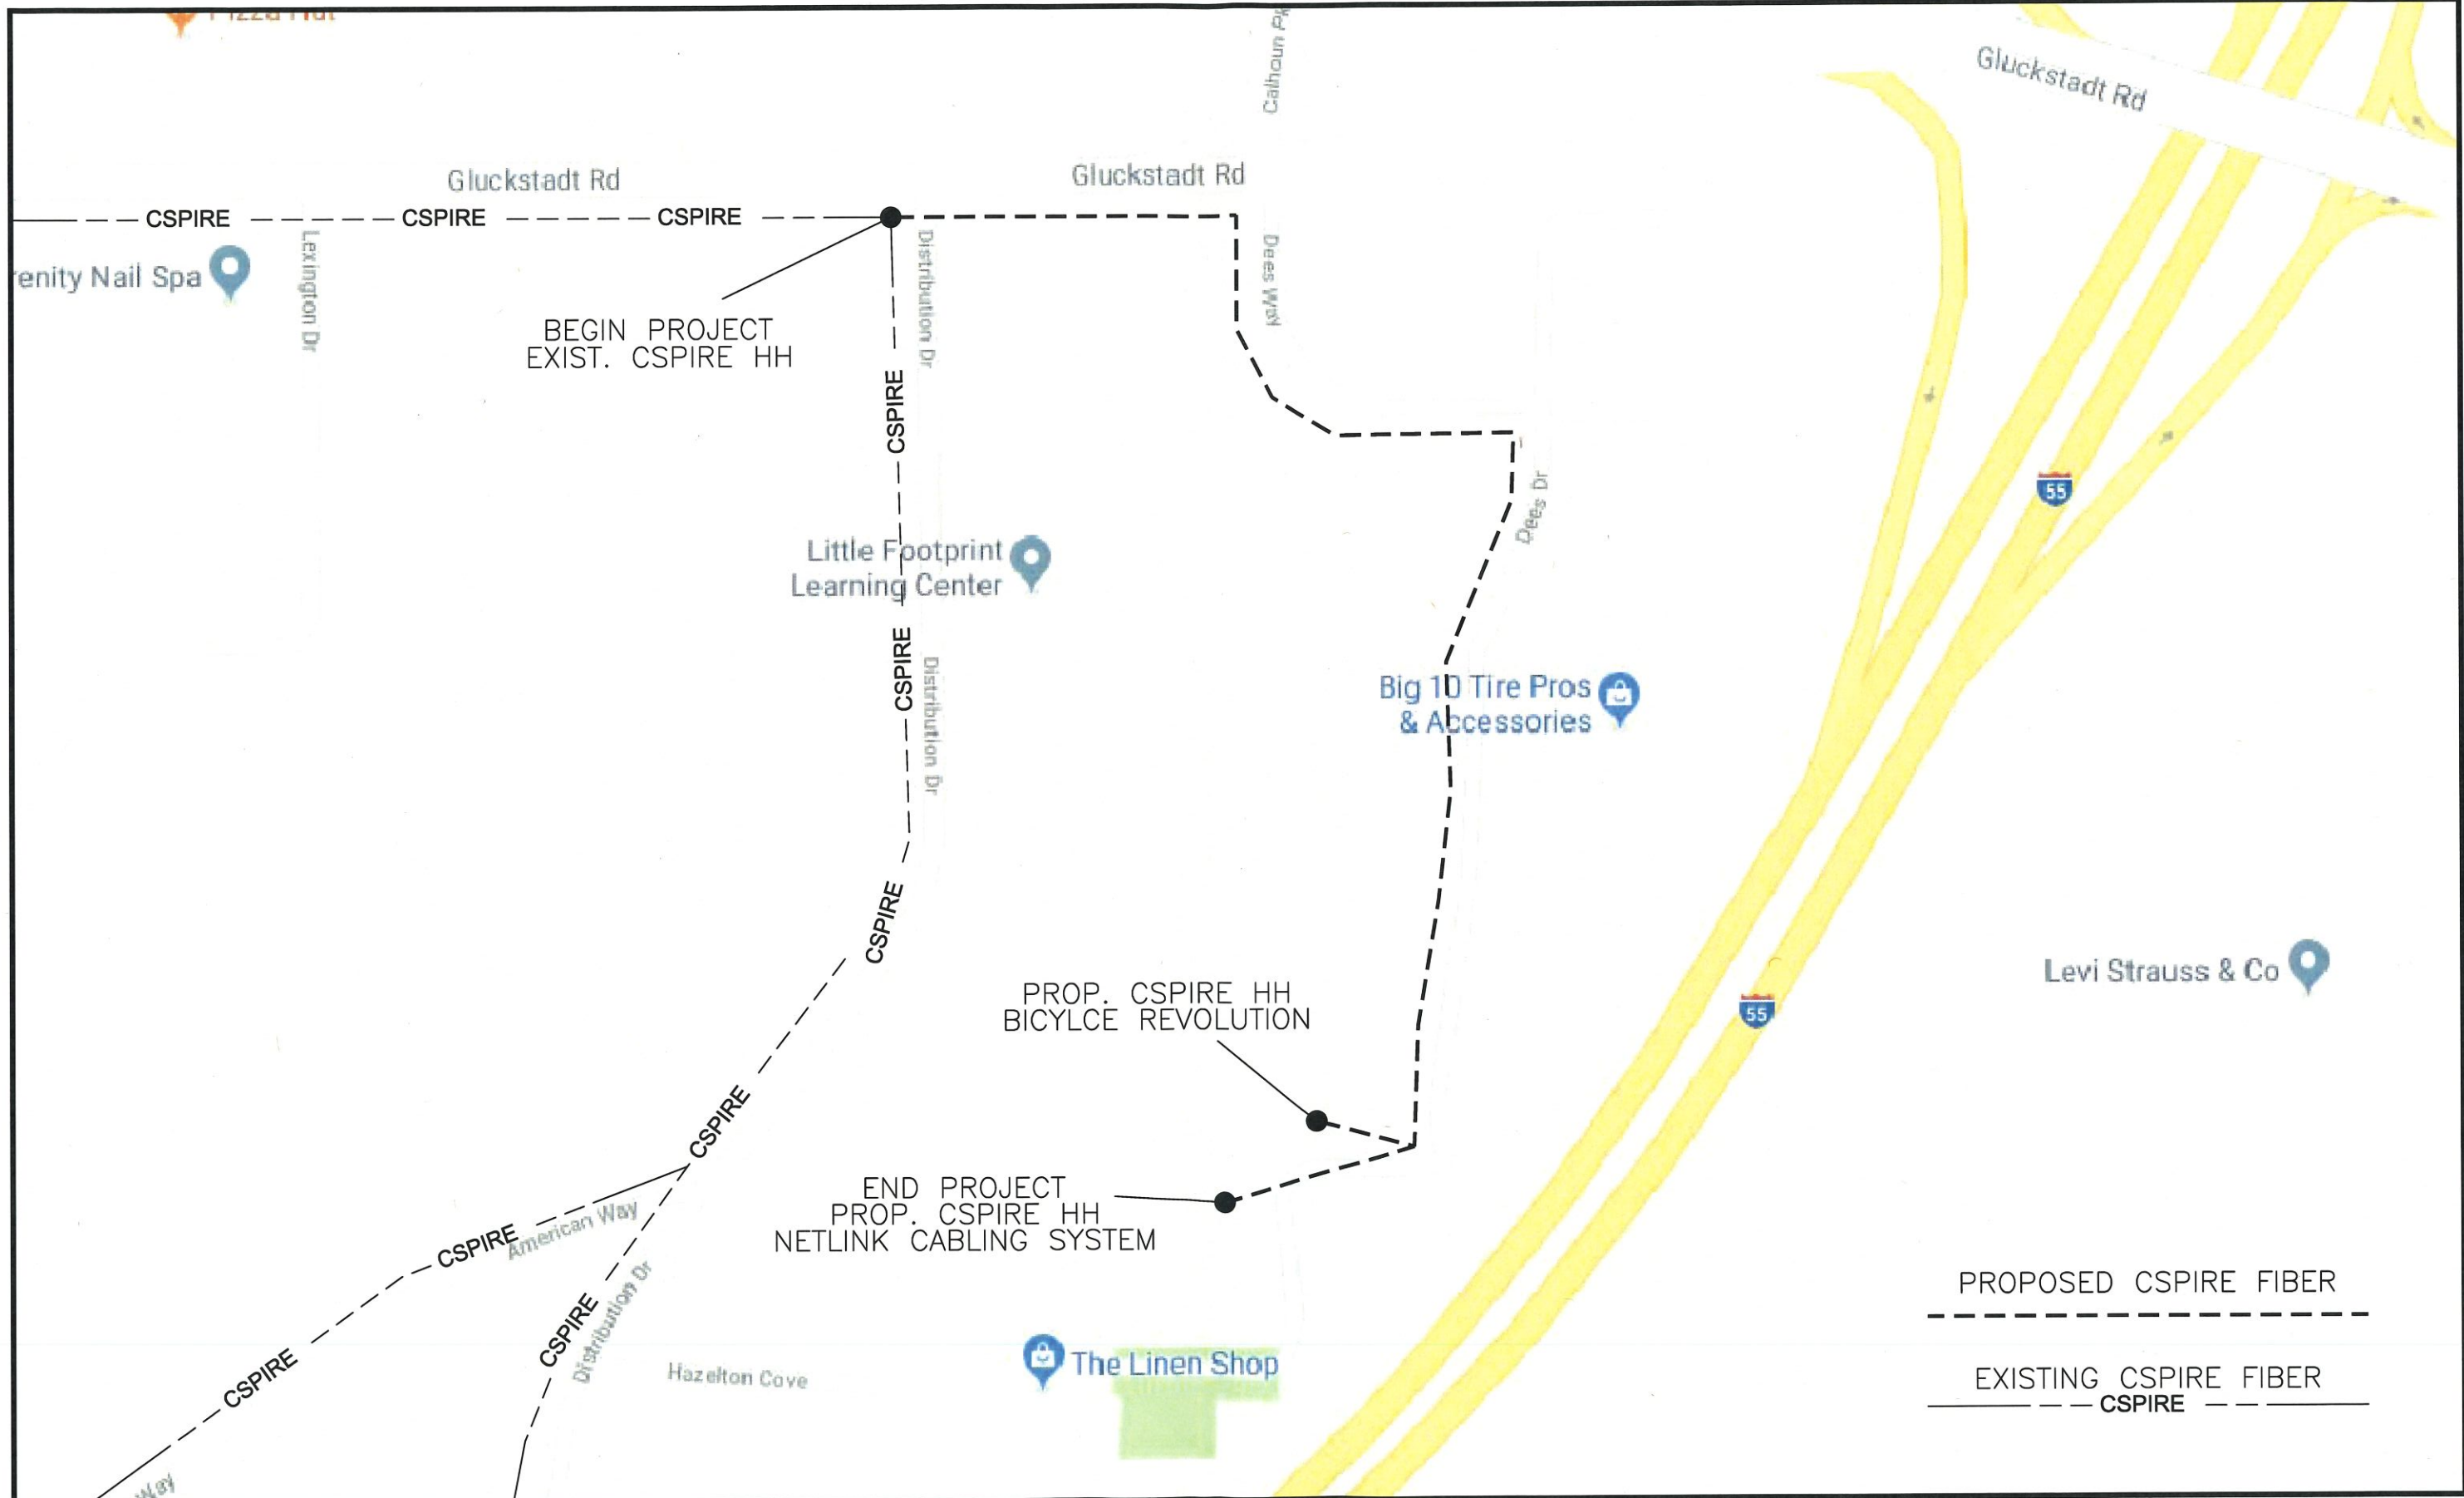 Pizza Hut
Calhoun
Gluckstadt Rd
Gluckstadt Rd
Gluckstadt Rd
CSPIRE
CSPIRE
CSPIRE
renity Nail Spa
Lexington Dr
Distribution Dr
Dees Way
BEGIN PROJECT
EXIST. CSPIRE HH
CSPIRE
Dees Dr
55
Little Footprint
Learning Center
CSPIRE
Distribution Dr
Big 10 Tire Pros
& Accessories
CSPIRE
Levi Strauss & Co
PROP. CSPIRE HH
BICYLCE REVOLUTION
55
CSPIRE
END PROJECT
PROP. CSPIRE HH
NETLINK CABLING SYSTEM
CSPIRE
American Way
CSPIRE
Distribution Dr
CSPIRE
Hazelton Cove
The Linen Shop
PROPOSED CSPIRE FIBER
EXISTING CSPIRE FIBER
CSPIRE
Way